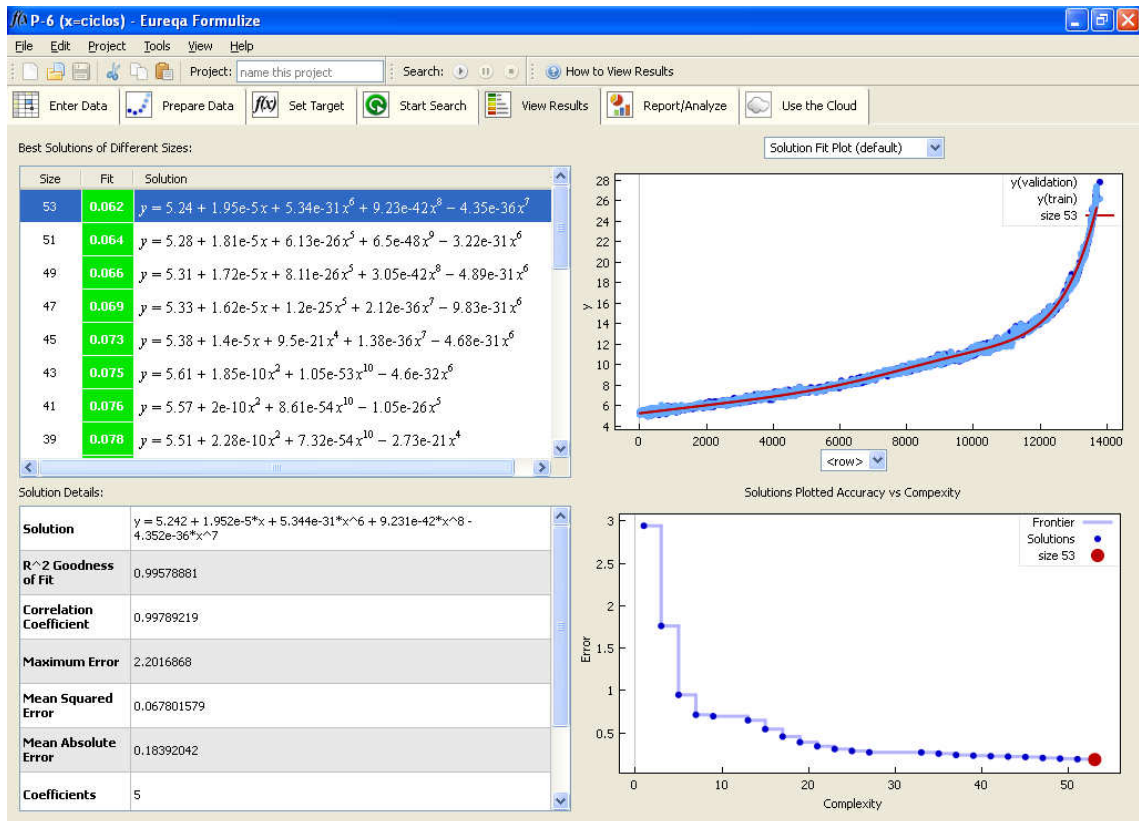 f(x) P-6 (x=ciclos) - Eureqa Formulize
File Edit Project Tools View Help
Project: name this project Search: How to View Results
Enter Data Prepare Data f(x) Set Target Start Search View Results Report/Analyze Use the Cloud
Best Solutions of Different Sizes:
Size Fit Solution
53 0.062 y = 5.24 + 1.95e-5x + 5.34e-31x^6 + 9.23e-42x^8 − 4.35e-36x^7
51 0.064 y = 5.28 + 1.81e-5x + 6.13e-26x^5 + 6.5e-48x^9 − 3.22e-31x^6
49 0.066 y = 5.31 + 1.72e-5x + 8.11e-26x^5 + 3.05e-42x^8 − 4.89e-31x^6
47 0.069 y = 5.33 + 1.62e-5x + 1.2e-25x^5 + 2.12e-36x^7 − 9.83e-31x^6
45 0.073 y = 5.38 + 1.4e-5x + 9.5e-21x^4 + 1.38e-36x^7 − 4.68e-31x^6
43 0.075 y = 5.61 + 1.85e-10x^2 + 1.05e-53x^10 − 4.6e-32x^6
41 0.076 y = 5.57 + 2e-10x^2 + 8.61e-54x^10 − 1.05e-26x^5
39 0.078 y = 5.51 + 2.28e-10x^2 + 7.32e-54x^10 − 2.73e-21x^4
Solution Fit Plot (default)
y(validation)
y(train)
size 53
28
26
24
22
20
18
16
14
12
10
8
6
4
y
0 2000 4000 6000 8000 10000 12000 14000
<row>
Solution Details:
Solution y = 5.242 + 1.952e-5*x + 5.344e-31*x^6 + 9.231e-42*x^8 -
4.352e-36*x^7
R^2 Goodness
of Fit 0.99578881
Correlation
Coefficient 0.99789219
Maximum Error 2.2016868
Mean Squared
Error 0.067801579
Mean Absolute
Error 0.18392042
Coefficients 5
Solutions Plotted Accuracy vs Compexity
Frontier
Solutions
size 53
3
2.5
2
1.5
1
0.5
Error
0 10 20 30 40 50
Complexity